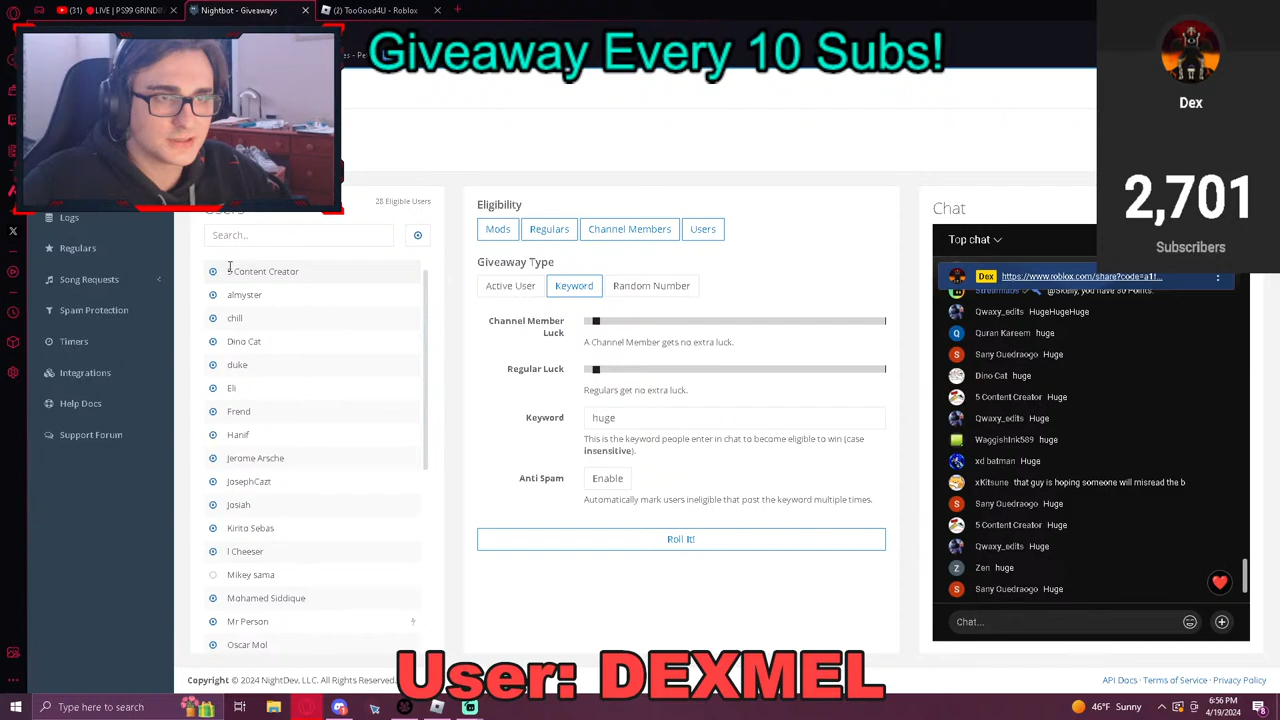 (31) 🔴LIVE | PS99 GRIND
Nightbot - Giveaways
(2) TooGood4U - Roblox
Giveaway Every 10 Subs!
Dex
2,701
Subscribers
Logs
Regulars
Song Requests
Spam Protection
Timers
Integrations
Help Docs
Support Forum
28 Eligible Users
Users
Search...
5 Content Creator
almyster
chill
Dino Cat
duke
Eli
Frend
Hanif
Jerome Arsche
JosephCazt
Josiah
Kirito Sebas
l Cheeser
Mikey sama
Mohamed Siddique
Mr Person
Oscar Mol
Eligibility
Mods
Regulars
Channel Members
Users
Giveaway Type
Active User
Keyword
Random Number
Channel Member
Luck
A Channel Member gets no extra luck.
Regular Luck
Regulars get no extra luck.
Keyword
huge
This is the keyword people enter in chat to become eligible to win (case
insensitive).
Anti Spam
Enable
Automatically mark users ineligible that post the keyword multiple times.
Roll It!
Chat
Top chat
Dex https://www.roblox.com/share?code=a1!...
Streamlabs @Skelly, you have 80 Points.
Qwaxy_edits HugeHugeHuge
Quran Kareem huge
Sany Ouedraogo Huge
Dino Cat huge
5 Content Creator Huge
Qwaxy_edits Huge
WaggishInk589 huge
xd batman Huge
xKitsune that guy is hoping someone will misread the b
Sany Ouedraogo Huge
5 Content Creator Huge
Qwaxy_edits Huge
Zen huge
Sany Ouedraogo Huge
Chat...
User: DEXMEL
Copyright © 2024 NightDev. All Rights Reserved.
API Docs · Terms of Service · Privacy Policy
Type here to search
46°F Sunny
6:56 PM
4/19/2024
8